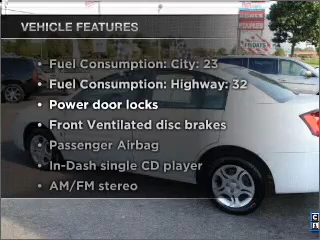 VEHICLE FEATURES
• Fuel Consumption: City: 23
• Fuel Consumption: Highway: 32
• Power door locks
• Front Ventilated disc brakes
• Passenger Airbag
• In-Dash single CD player
• AM/FM stereo